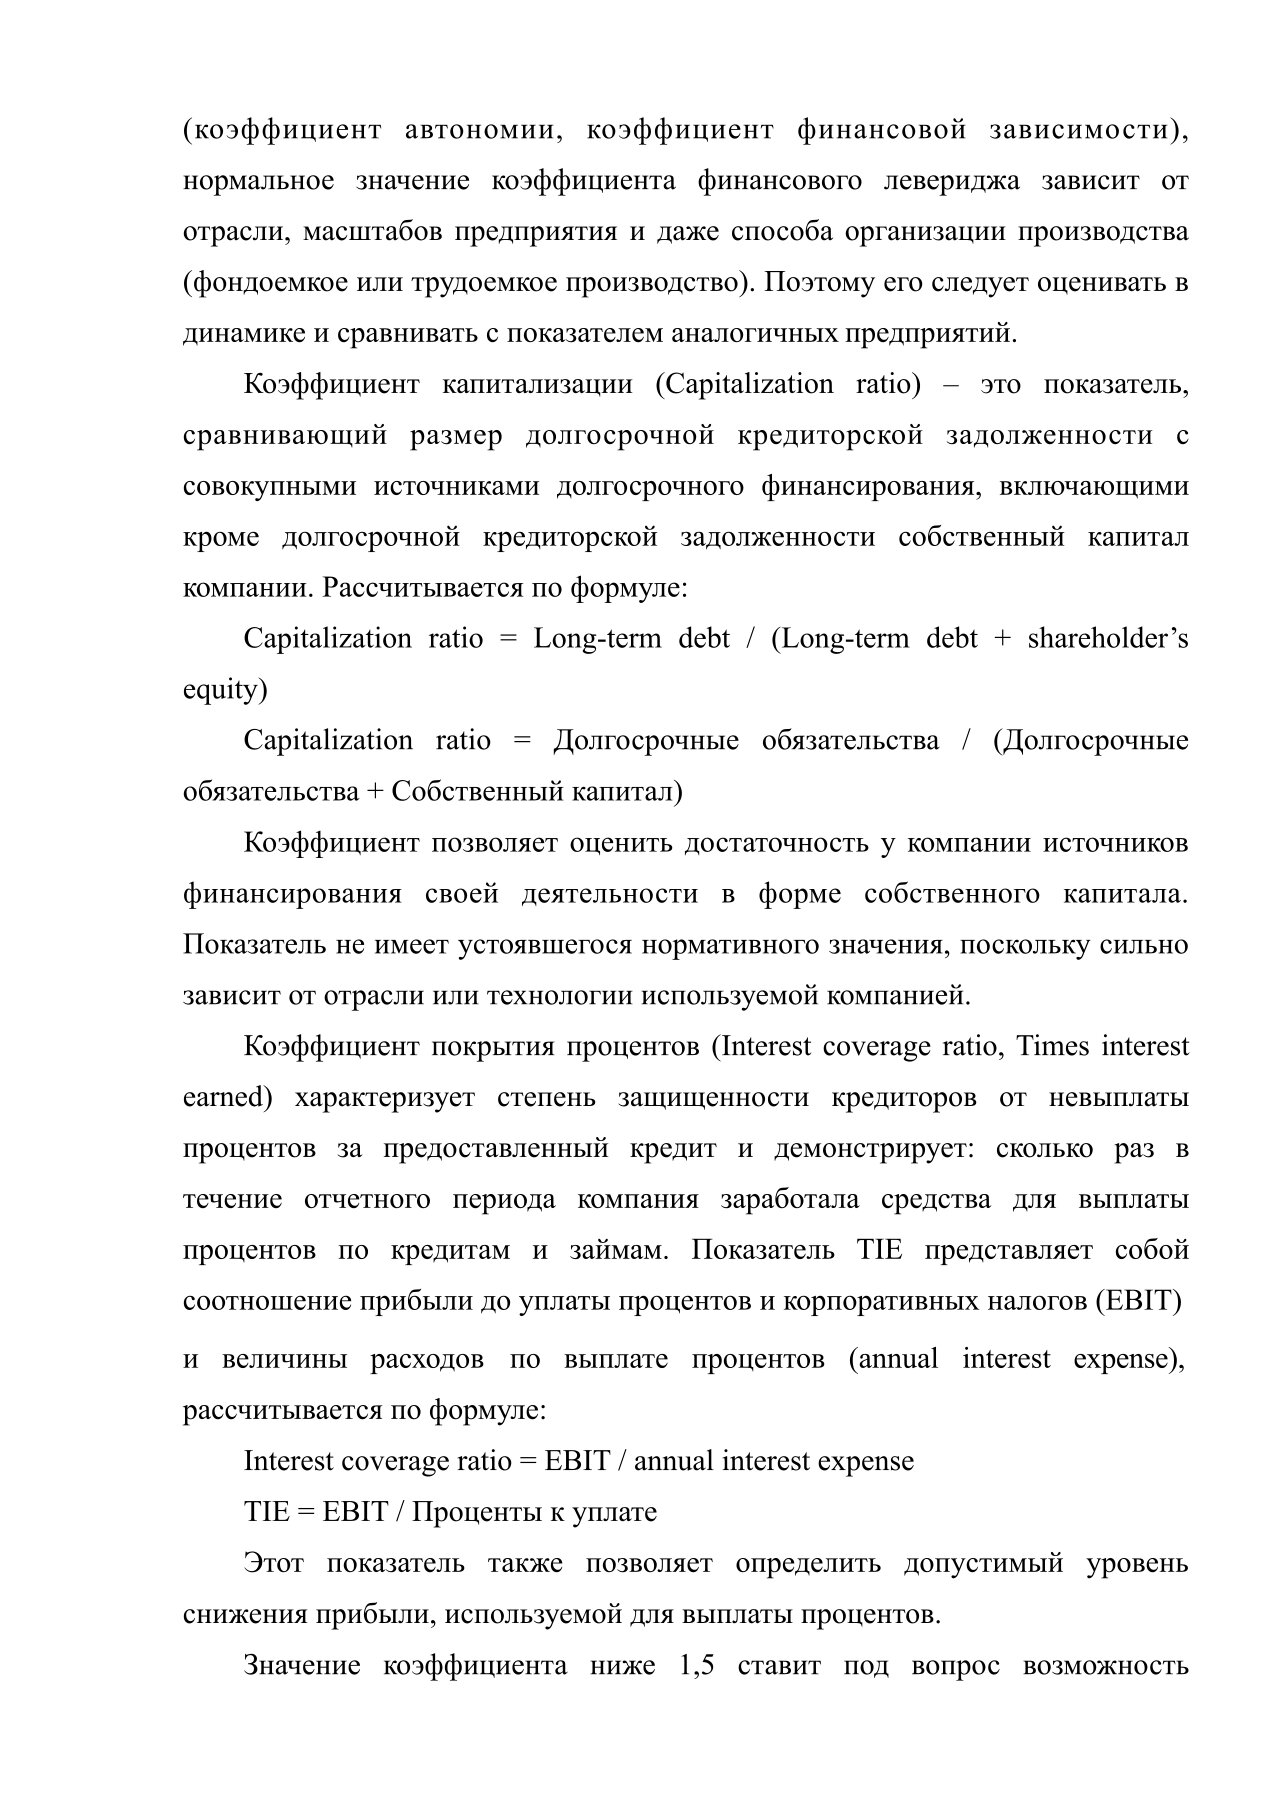 (коэффициент автономии, коэффициент финансовой зависимости),
нормальное значение коэффициента финансового левериджа зависит от
отрасли, масштабов предприятия и даже способа организации производства
(фондоемкое или трудоемкое производство). Поэтому его следует оценивать в
динамике и сравнивать с показателем аналогичных предприятий.
Коэффициент капитализации (Capitalization ratio) – это показатель,
сравнивающий размер долгосрочной кредиторской задолженности с
совокупными источниками долгосрочного финансирования, включающими
кроме долгосрочной кредиторской задолженности собственный капитал
компании. Рассчитывается по формуле:
Capitalization ratio = Long-term debt / (Long-term debt + shareholder’s
equity)
Capitalization ratio = Долгосрочные обязательства / (Долгосрочные
обязательства + Собственный капитал)
Коэффициент позволяет оценить достаточность у компании источников
финансирования своей деятельности в форме собственного капитала.
Показатель не имеет устоявшегося нормативного значения, поскольку сильно
зависит от отрасли или технологии используемой компанией.
Коэффициент покрытия процентов (Interest coverage ratio, Times interest
earned) характеризует степень защищенности кредиторов от невыплаты
процентов за предоставленный кредит и демонстрирует: сколько раз в
течение отчетного периода компания заработала средства для выплаты
процентов по кредитам и займам. Показатель TIE представляет собой
соотношение прибыли до уплаты процентов и корпоративных налогов (EBIT)
и величины расходов по выплате процентов (annual interest expense),
рассчитывается по формуле:
Interest coverage ratio = EBIT / annual interest expense
TIE = EBIT / Проценты к уплате
Этот показатель также позволяет определить допустимый уровень
снижения прибыли, используемой для выплаты процентов.
Значение коэффициента ниже 1,5 ставит под вопрос возможность